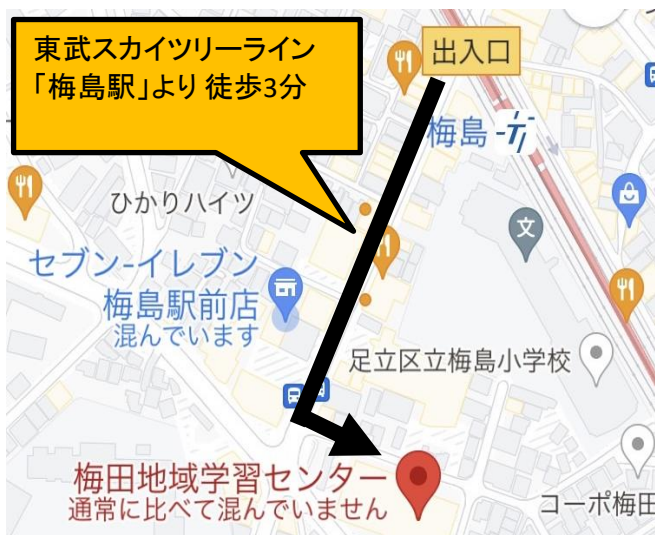 東武スカイツリーライン
「梅島駅」より 徒歩3分
出入口
梅島
ひかりハイツ
文
セブン-イレブン
梅島駅前店
混んでいます
足立区立梅島小学校
梅田地域学習センター
通常に比べて混んでいません
コーポ梅田